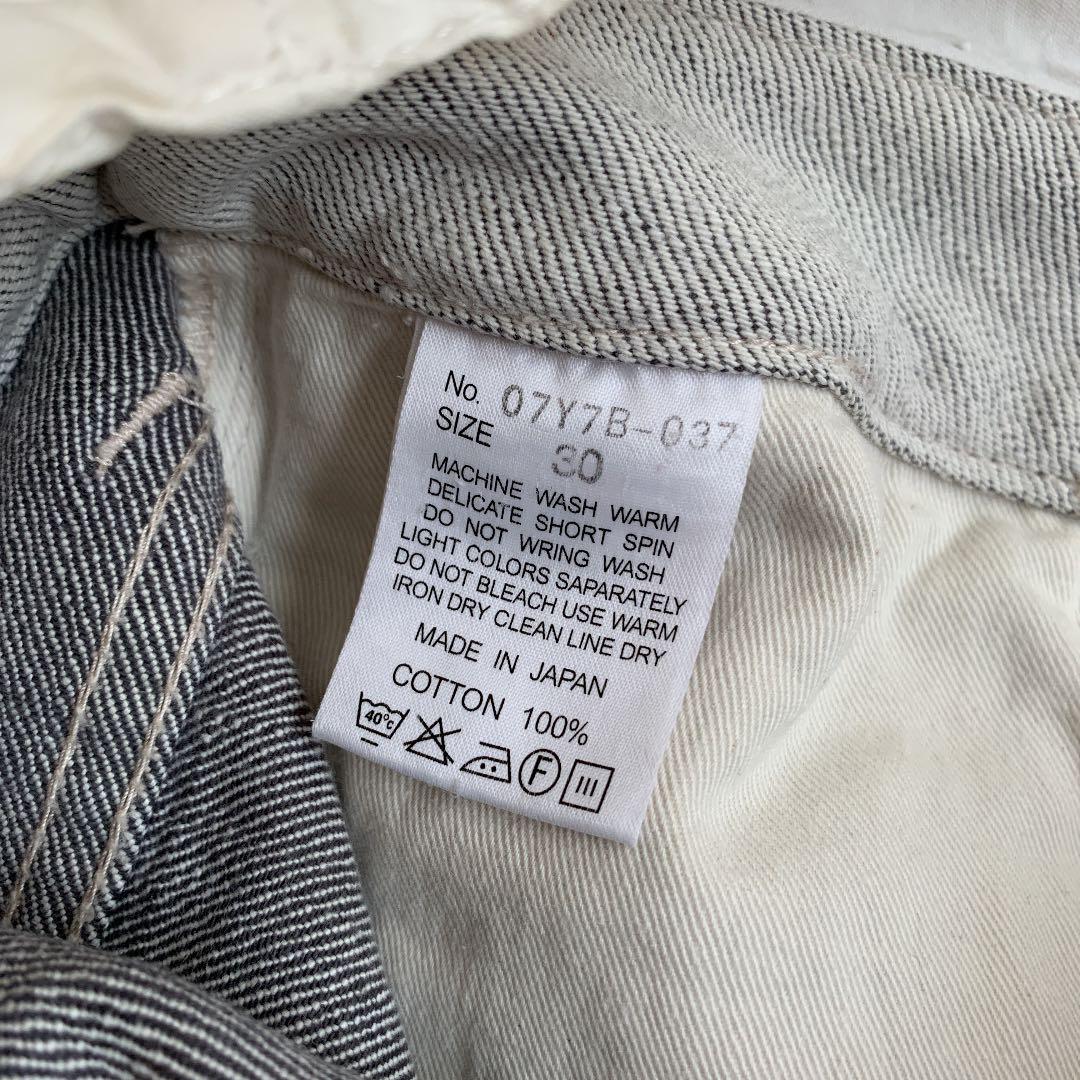 No. 07Y7B-037
SIZE 30
MACHINE WASH WARM
DELICATE SHORT SPIN
DO NOT WRING WASH
LIGHT COLORS SAPARATELY
DO NOT BLEACH USE WARM
IRON DRY CLEAN LINE DRY
MADE IN JAPAN
COTTON 100%
40°C F